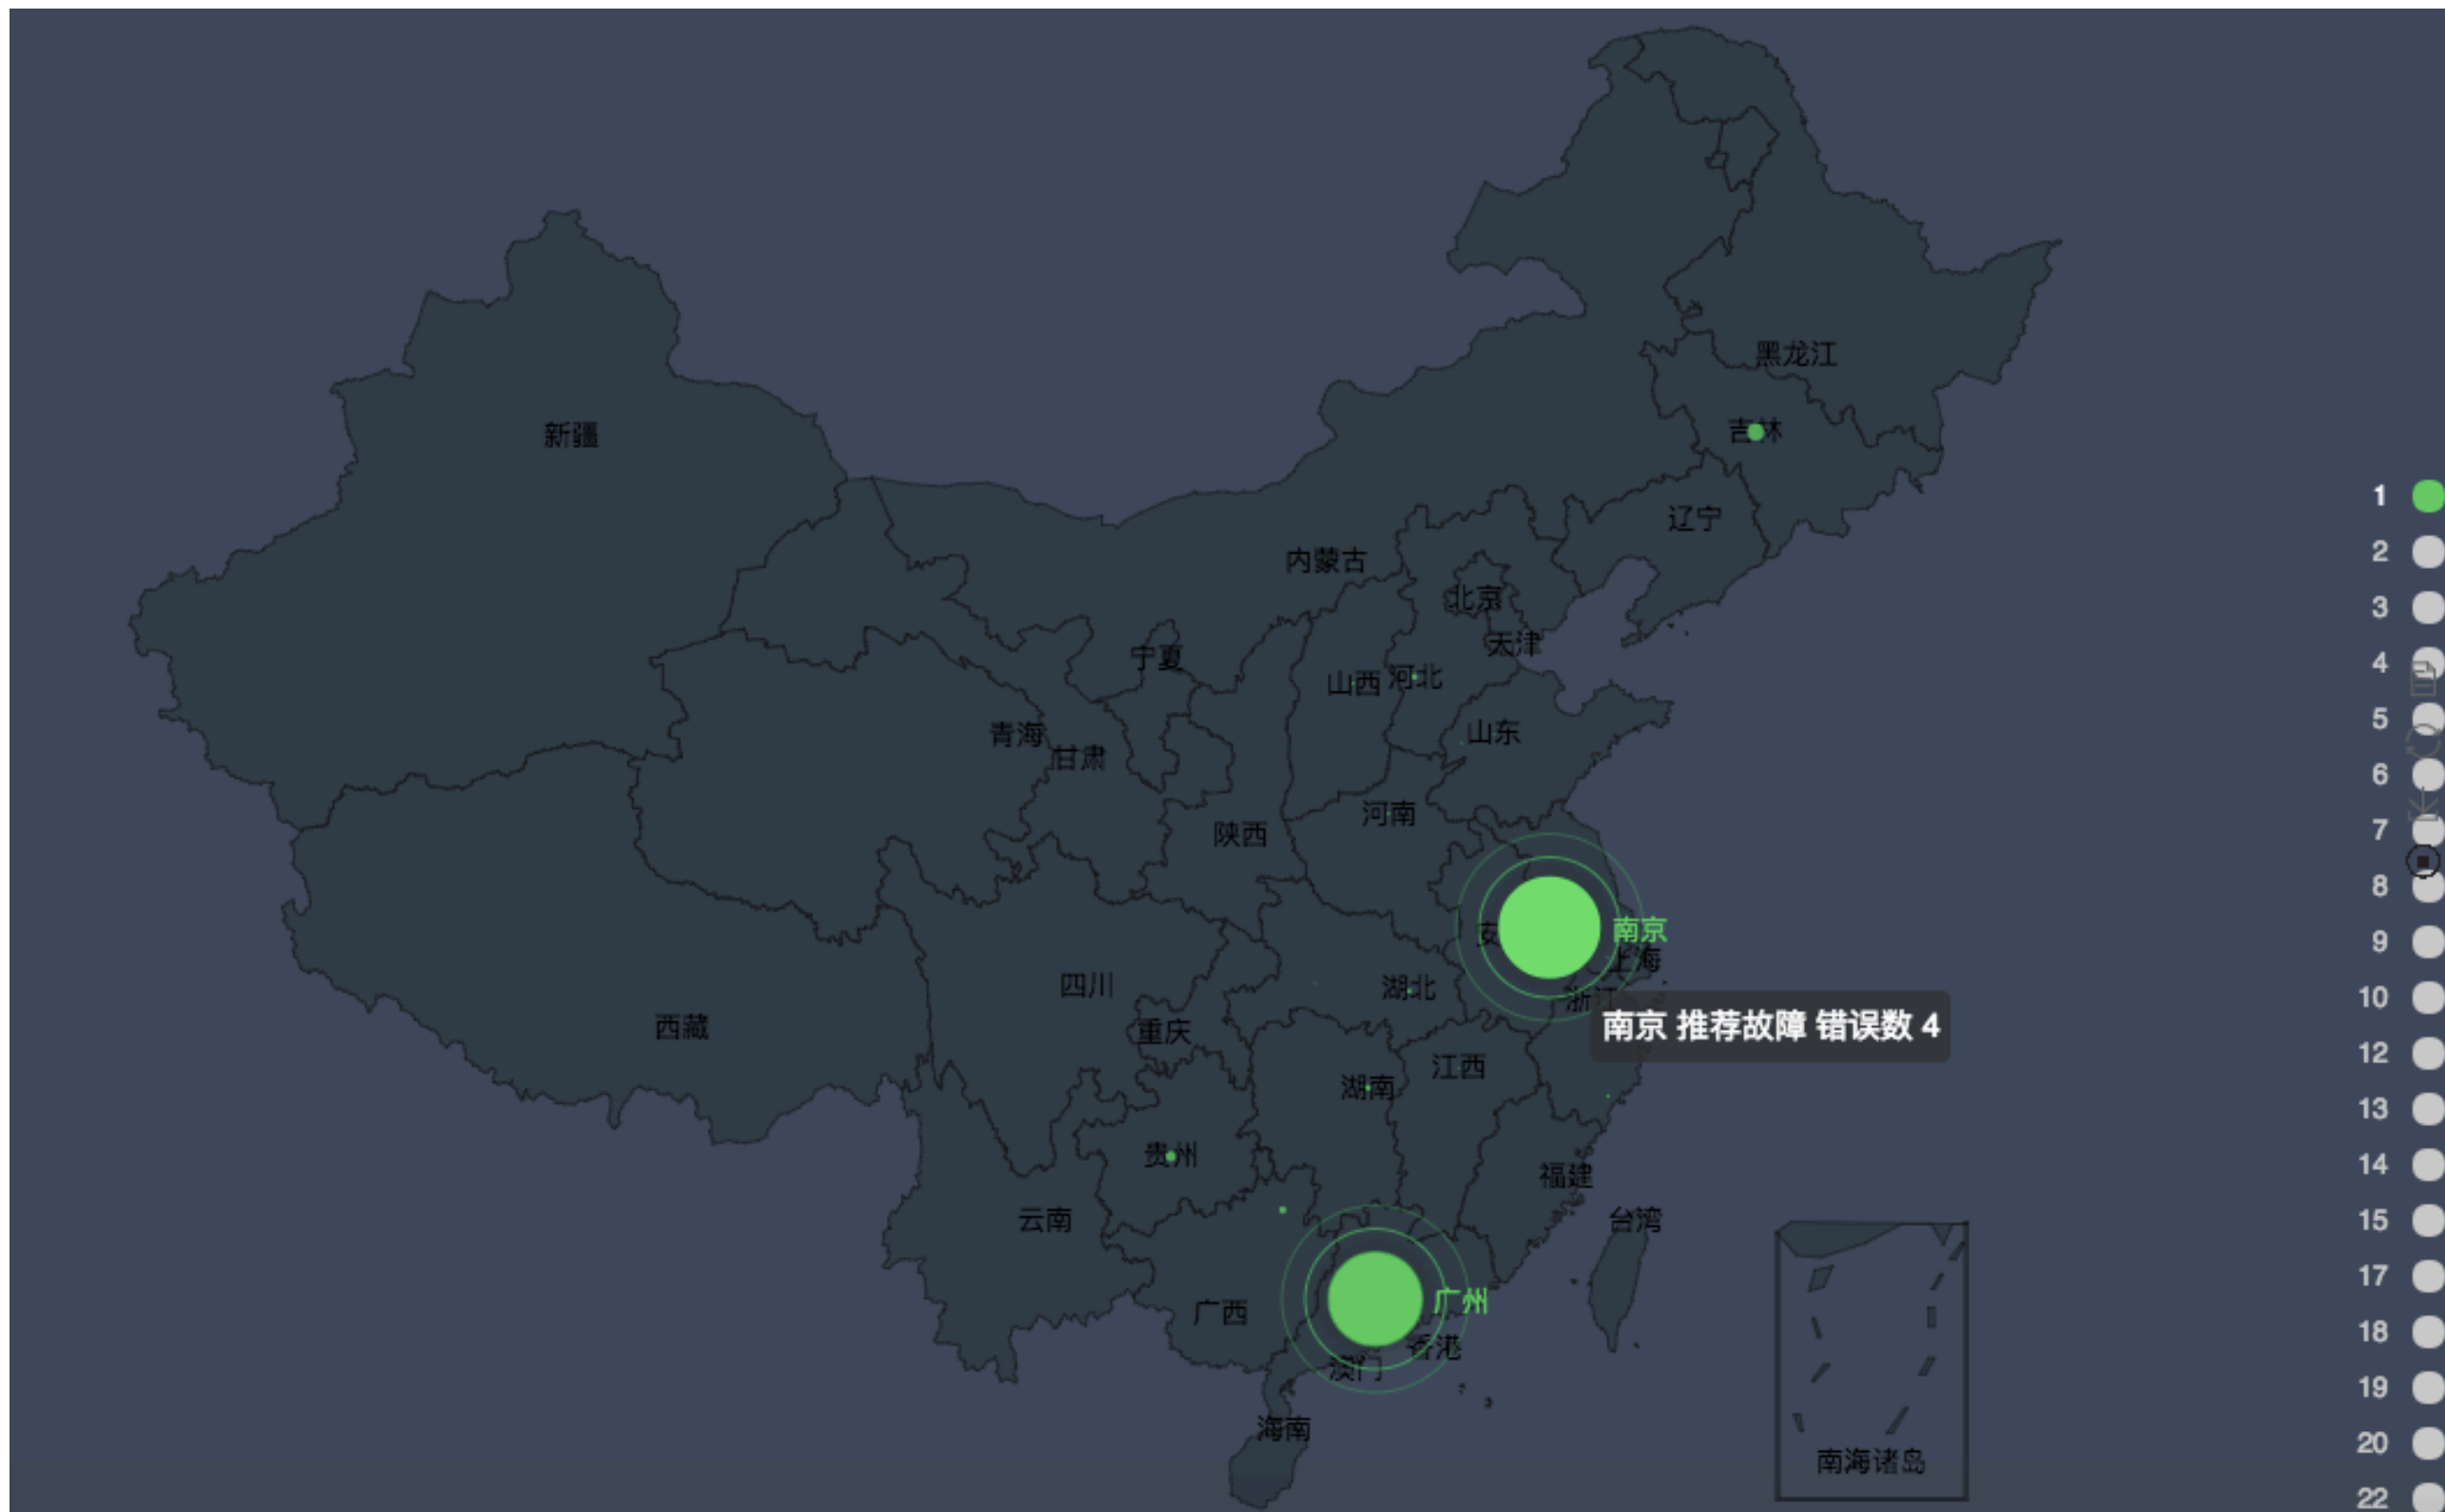 黑龙江
吉林
新疆
辽宁
内蒙古
北京
天津
宁夏
山西
河北
青海
甘肃
山东
河南
陕西
南京
安
上海
四川
湖北
浙江
西藏
重庆
南京 推荐故障 错误数 4
江西
湖南
贵州
福建
云南
台湾
广西
广州
香港
澳门
海南
南海诸岛
1
2
3
4
5
6
7
8
9
10
12
13
14
15
17
18
19
20
22